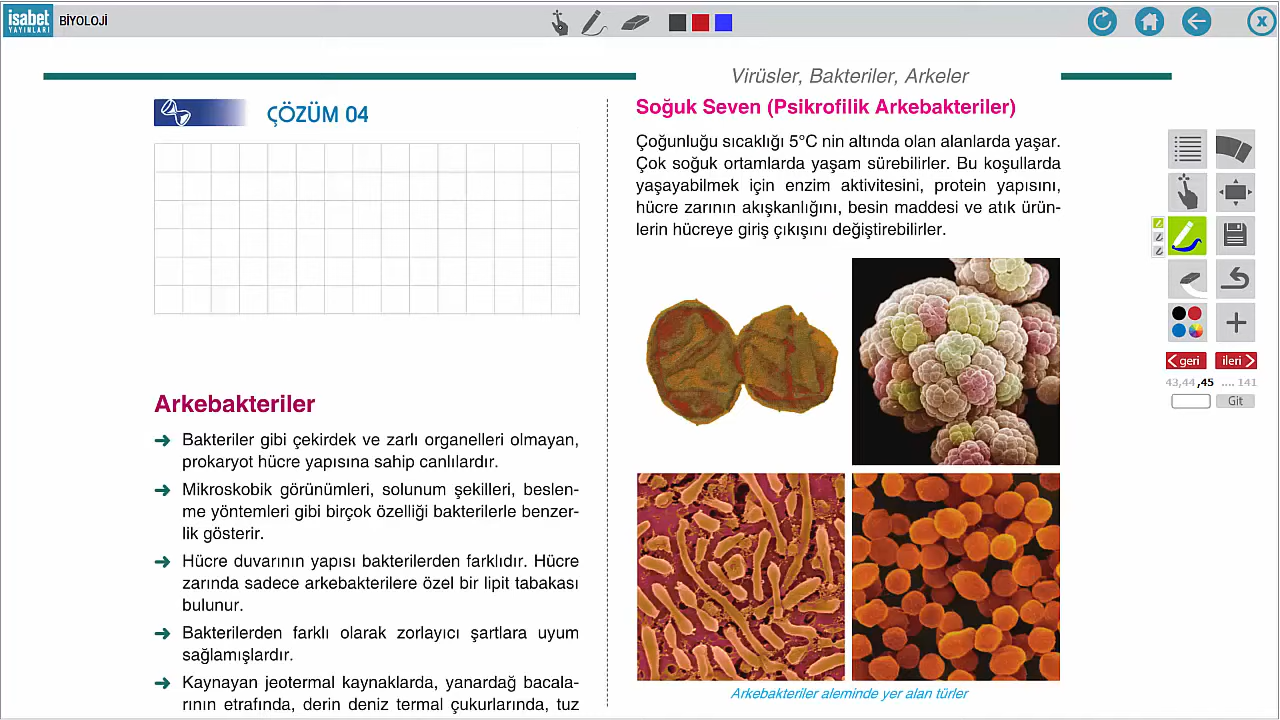 isabet
YAYINLARI
BİYOLOJİ
Virüsler, Bakteriler, Arkeler
ÇÖZÜM 04
Arkebakteriler
Bakteriler gibi çekirdek ve zarlı organelleri olmayan,
prokaryot hücre yapısına sahip canlılardır.
Mikroskobik görünümleri, solunum şekilleri, beslen-
me yöntemleri gibi birçok özelliği bakterilerle benzer-
lik gösterir.
Hücre duvarının yapısı bakterilerden farklıdır. Hücre
zarında sadece arkebakterilere özel bir lipit tabakası
bulunur.
Bakterilerden farklı olarak zorlayıcı şartlara uyum
sağlamışlardır.
Kaynayan jeotermal kaynaklarda, yanardağ bacala-
rının etrafında, derin deniz termal çukurlarında, tuz
Soğuk Seven (Psikrofilik Arkebakteriler)
Çoğunluğu sıcaklığı 5°C nin altında olan alanlarda yaşar.
Çok soğuk ortamlarda yaşam sürebilirler. Bu koşullarda
yaşayabilmek için enzim aktivitesini, protein yapısını,
hücre zarının akışkanlığını, besin maddesi ve atık ürün-
lerin hücreye giriş çıkışını değiştirebilirler.
Arkebakteriler aleminde yer alan türler
geri ileri
43,44,45 .... 141
Git
X